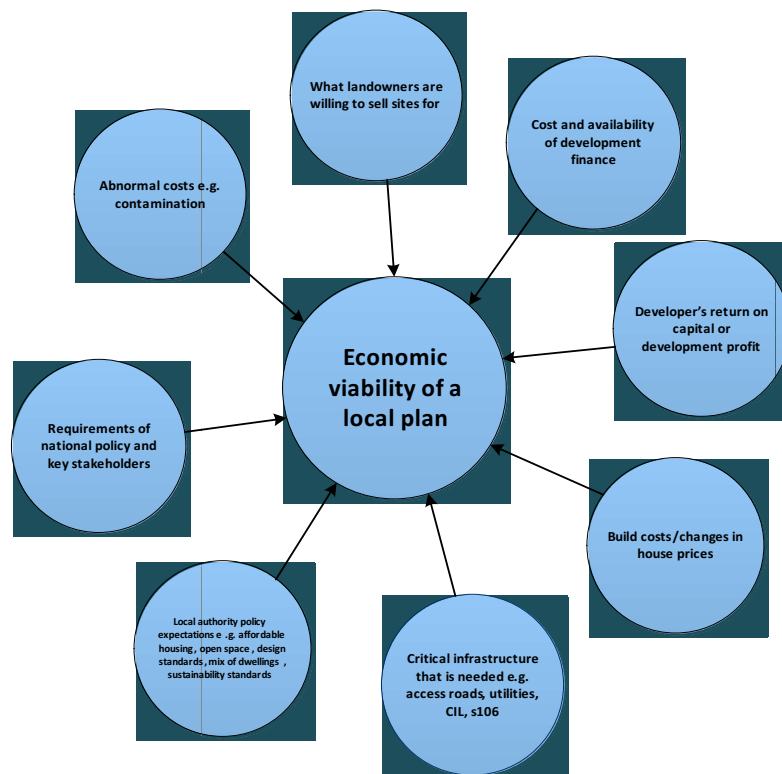 What landowners are
willing to sell sites for
Cost and availability
of development
finance
Abnormal costs e.g.
contamination
Developer's return on
capital or
development profit
Economic
viability of a
local plan
Requirements of
national policy and
key stakeholders
Build costs/changes in
house prices
Local authority policy
expectations e .g. affordable
housing , open space , design
standards , mix of dwellings ,
sustainability standards
Critical infrastructure
that is needed e.g.
access roads, utilities,
CIL, s106